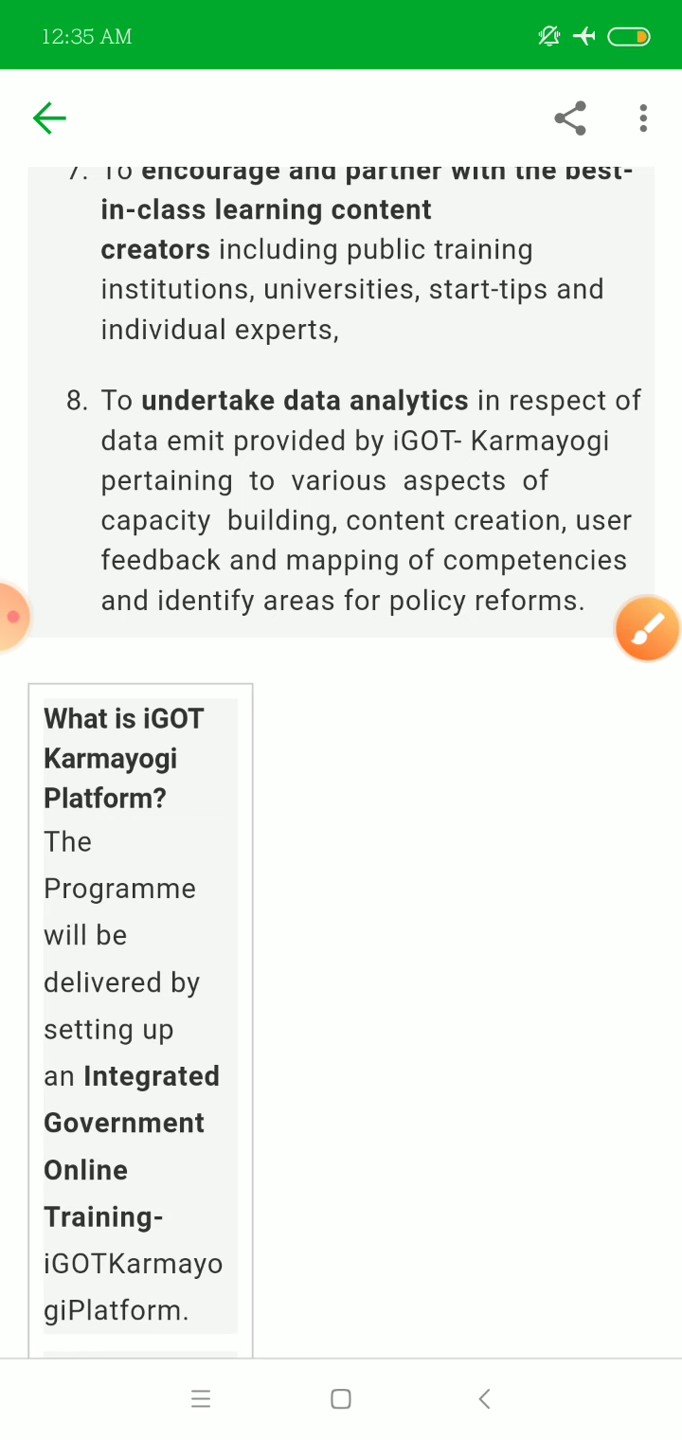 12:35 AM
7. To encourage and partner with the best-
in-class learning content
creators including public training
institutions, universities, start-tips and
individual experts,
8. To undertake data analytics in respect of
data emit provided by iGOT- Karmayogi
pertaining to various aspects of
capacity building, content creation, user
feedback and mapping of competencies
and identify areas for policy reforms.
What is iGOT
Karmayogi
Platform?
The
Programme
will be
delivered by
setting up
an Integrated
Government
Online
Training-
iGOTKarmayo
giPlatform.